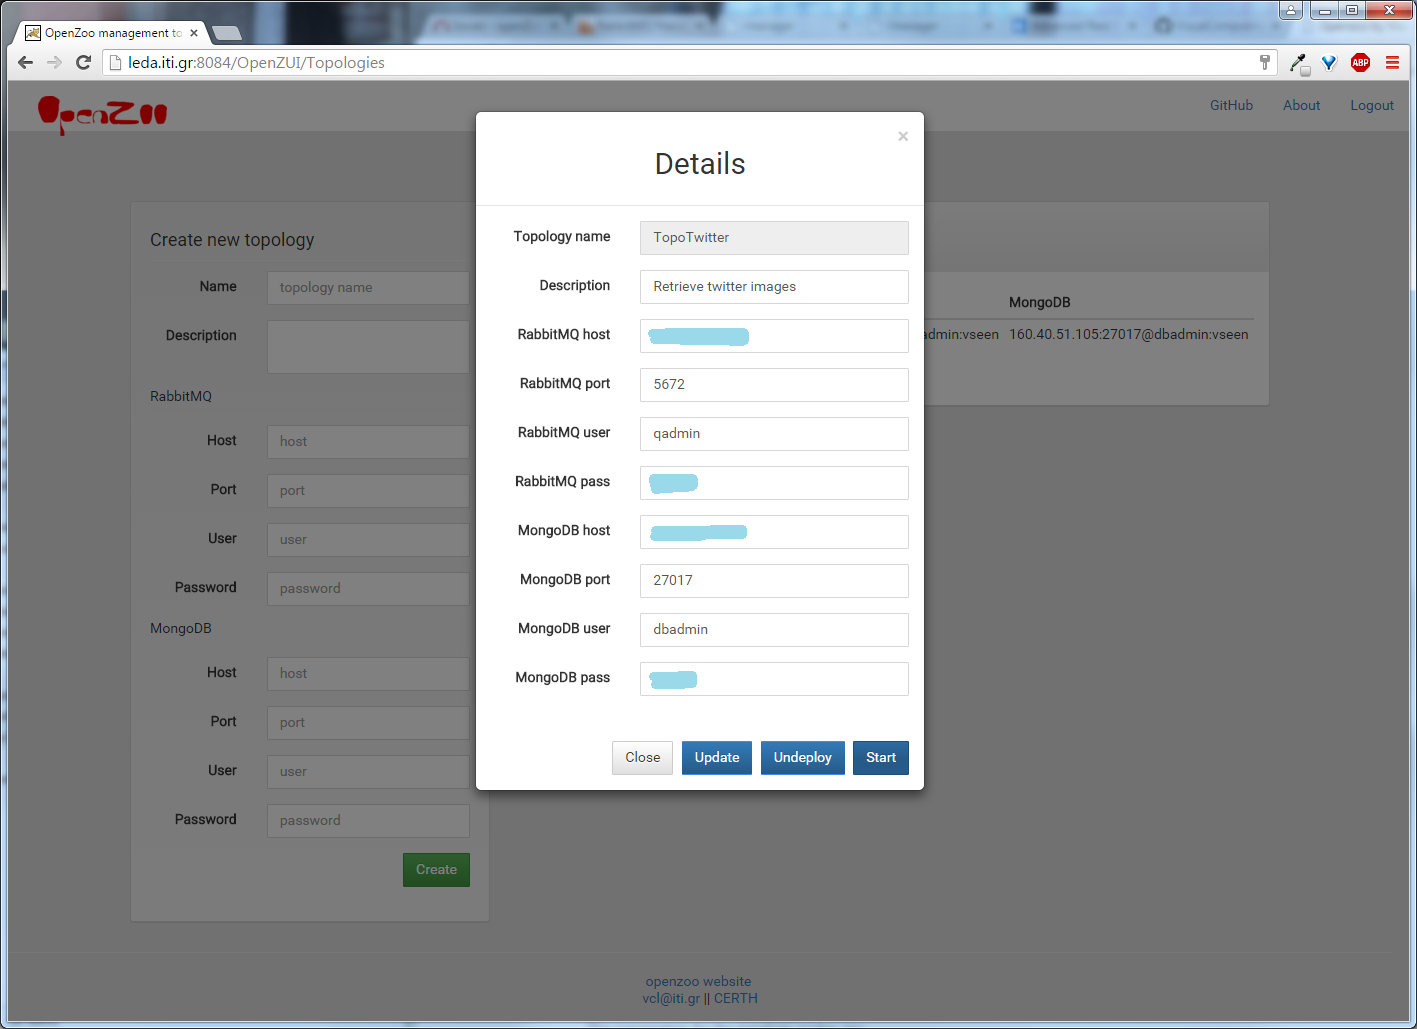 OpenZoo management to
leda.iti.gr:8084/OpenZUI/Topologies
ABP
OpenZoo
GitHub
About
Logout
Details
Topology name
TopoTwitter
Description
Retrieve twitter images
RabbitMQ host
RabbitMQ port
5672
RabbitMQ user
qadmin
RabbitMQ pass
MongoDB host
MongoDB port
27017
MongoDB user
dbadmin
MongoDB pass
Close
Update
Undeploy
Start
Create new topology
Name
topology name
Description
RabbitMQ
Host
host
Port
port
User
user
Password
password
MongoDB
Host
host
Port
port
User
user
Password
password
Create
MongoDB
admin:vseen 160.40.51.105:27017@dbadmin:vseen
openzoo website
vcl@iti.gr || CERTH